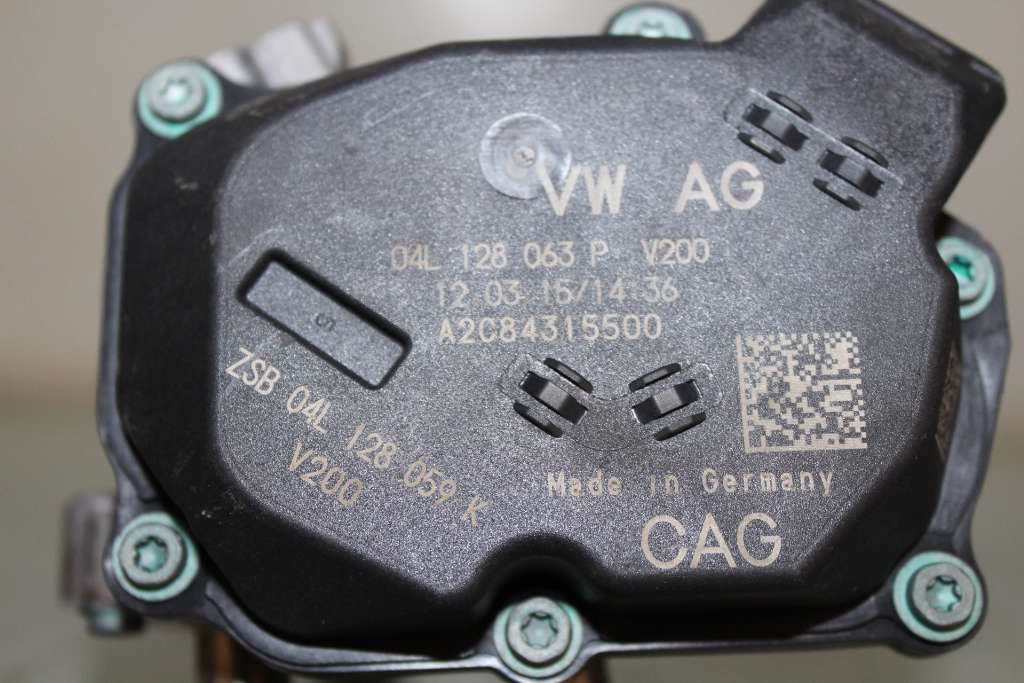 VW AG
04L 128 063 P V200
12 03 15/14:36
A2C84315500
ZSB 04L 128 059 K
V200
Made in Germany
CAG